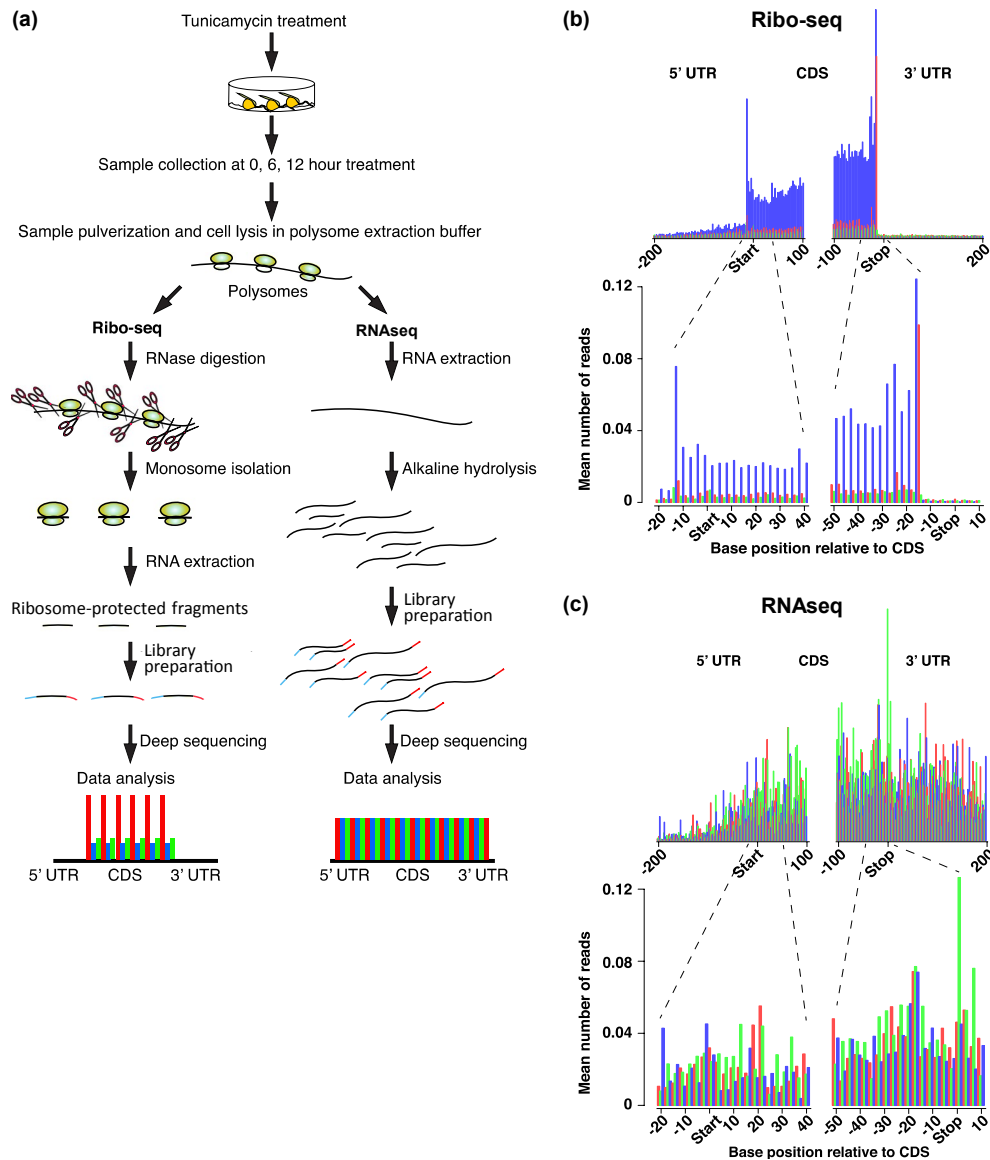 (a)
Tunicamycin treatment
Sample collection at 0, 6, 12 hour treatment
Sample pulverization and cell lysis in polysome extraction buffer
Polysomes
Ribo-seq
RNAseq
RNase digestion
RNA extraction
Monosome isolation
Alkaline hydrolysis
RNA extraction
Ribosome-protected fragments
Library
preparation
Library
preparation
Deep sequencing
Deep sequencing
Data analysis
Data analysis
5' UTR CDS 3' UTR
5' UTR CDS 3' UTR
(b)
Ribo-seq
5' UTR CDS 3' UTR
-200 Start 100 -100 Stop 200
Mean number of reads
0.12
0.08
0.04
0
-20 -10 Start 10 20 30 40 -50 -40 -30 -20 -10 Stop 10
Base position relative to CDS
(c)
RNAseq
5' UTR CDS 3' UTR
-200 Start 100 -100 Stop 200
Mean number of reads
0.12
0.08
0.04
0
-20 -10 Start 10 20 30 40 -50 -40 -30 -20 -10 Stop 10
Base position relative to CDS